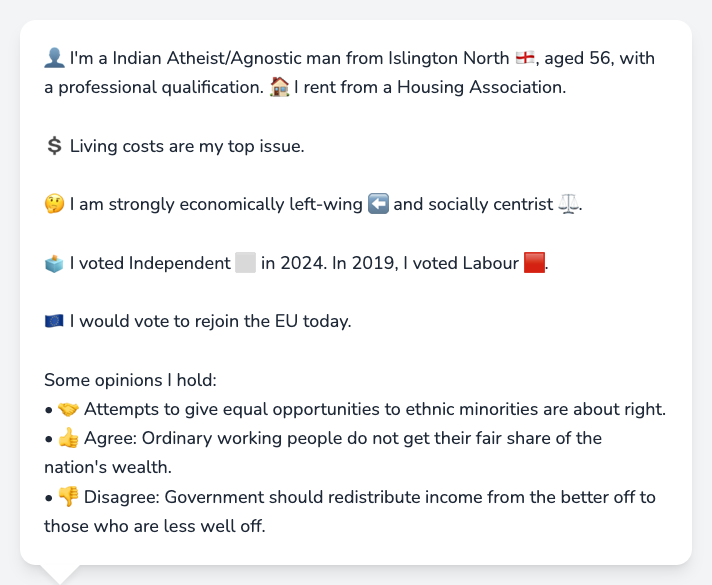 👤 I'm a Indian Atheist/Agnostic man from Islington North 🏴󠁧󠁢󠁥󠁮󠁧󠁿, aged 56, with
a professional qualification. 🏠 I rent from a Housing Association.
💲 Living costs are my top issue.
🤔 I am strongly economically left-wing ⬅️ and socially centrist ⚖️.
🗳️ I voted Independent ⬜ in 2024. In 2019, I voted Labour 🟥.
🇪🇺 I would vote to rejoin the EU today.
Some opinions I hold:
• 🤝 Attempts to give equal opportunities to ethnic minorities are about right.
• 👍 Agree: Ordinary working people do not get their fair share of the
nation's wealth.
• 👎 Disagree: Government should redistribute income from the better off to
those who are less well off.